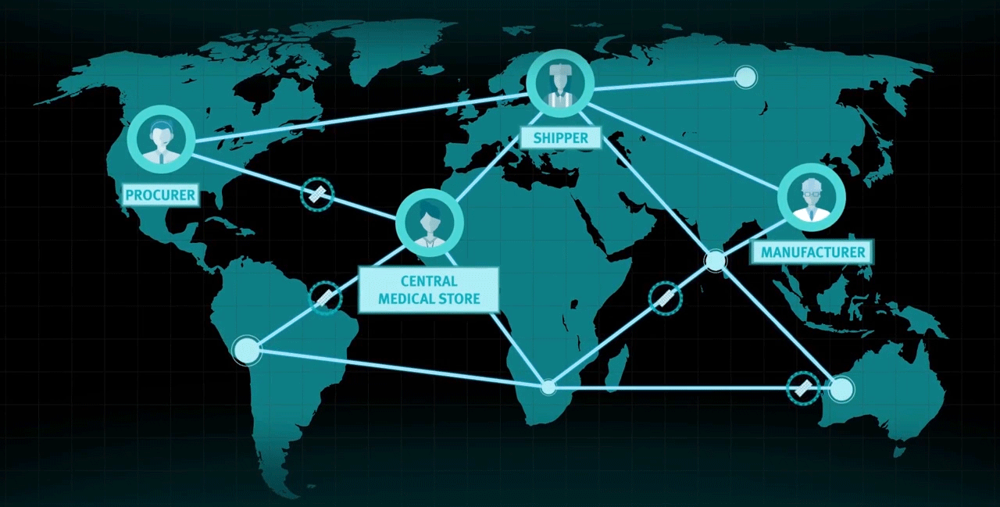 SHIPPER
PROCURER
MANUFACTURER
CENTRAL
MEDICAL STORE